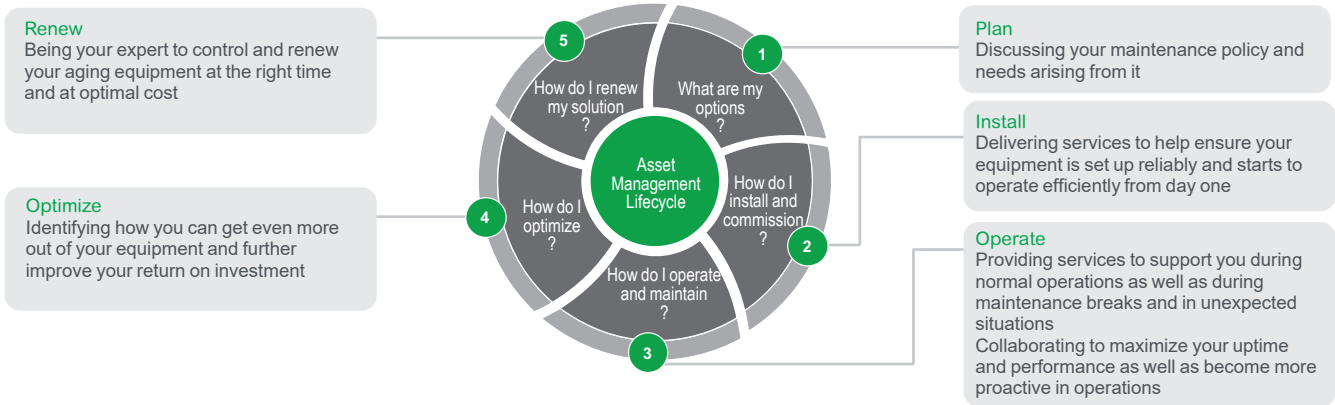 Renew
Being your expert to control and renew
your aging equipment at the right time
and at optimal cost
Optimize
Identifying how you can get even more
out of your equipment and further
improve your return on investment
5
How do I renew
my solution
?
1
What are my
options
?
Asset
Management
Lifecycle
4
How do I
optimize
?
How do I
install and
commission
?
2
How do I operate
and maintain
?
3
Plan
Discussing your maintenance policy and
needs arising from it
Install
Delivering services to help ensure your
equipment is set up reliably and starts to
operate efficiently from day one
Operate
Providing services to support you during
normal operations as well as during
maintenance breaks and in unexpected
situations
Collaborating to maximize your uptime
and performance as well as become more
proactive in operations